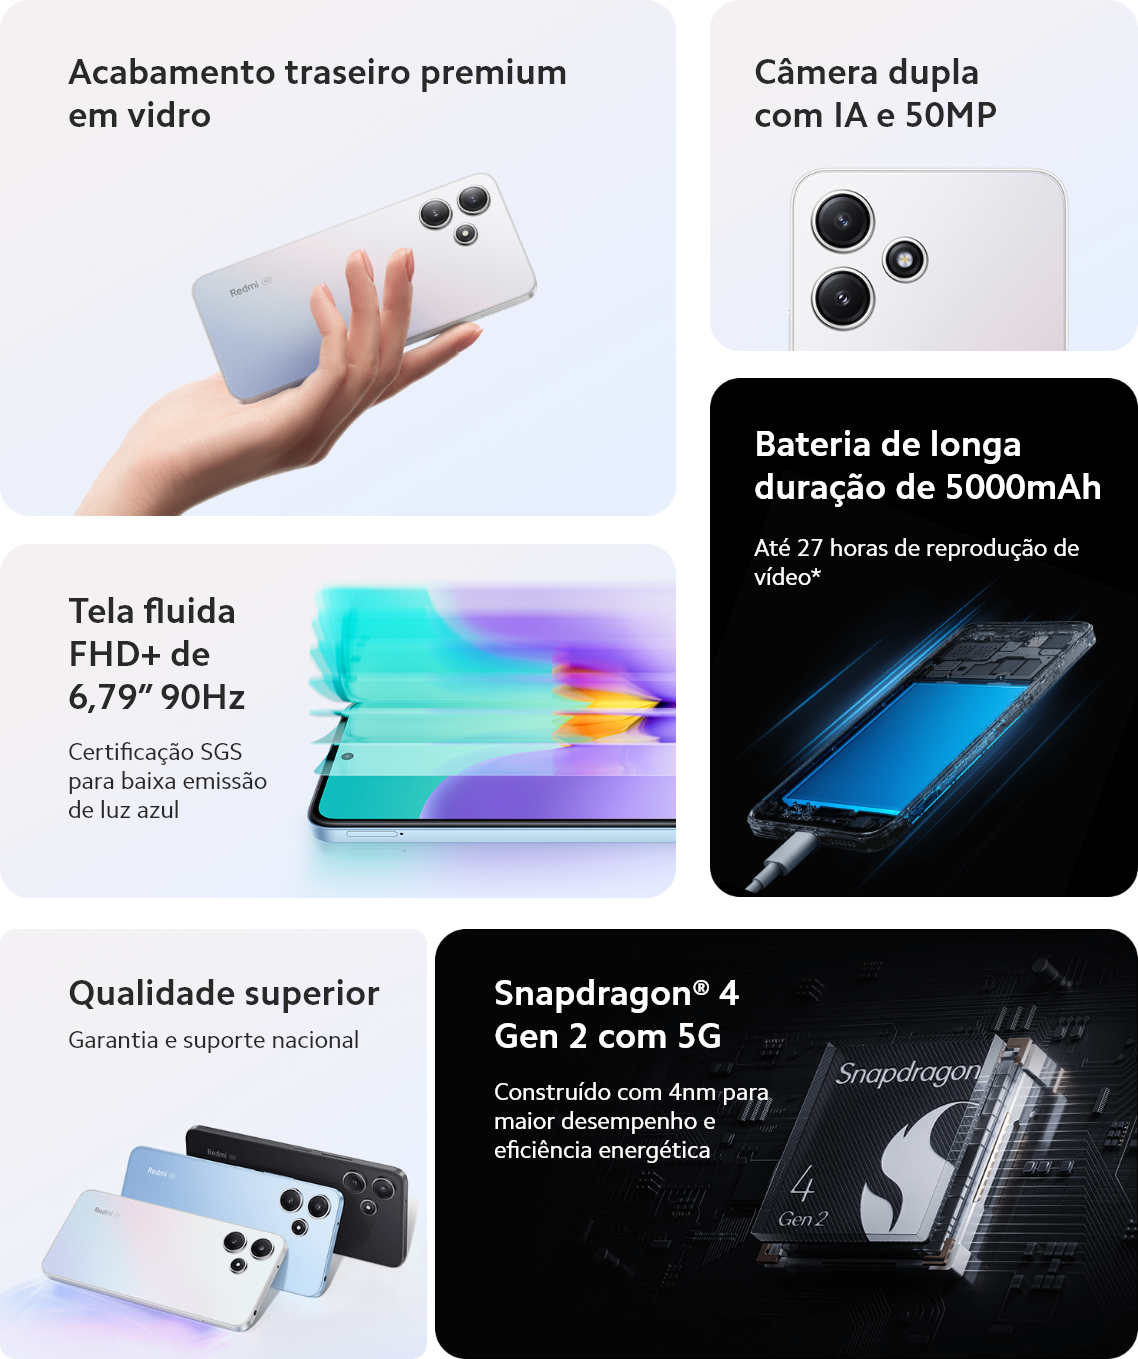 Acabamento traseiro premium
em vidro
Redmi 5G
Câmera dupla
com IA e 50MP
Bateria de longa
duração de 5000mAh
Até 27 horas de reprodução de
vídeo*
Tela fluida
FHD+ de
6,79” 90Hz
Certificação SGS
para baixa emissão
de luz azul
Qualidade superior
Garantia e suporte nacional
Redmi
Redmi
Redmi
Snapdragon® 4
Gen 2 com 5G
Construído com 4nm para
maior desempenho e
eficiência energética
Snapdragon
4
Gen 2